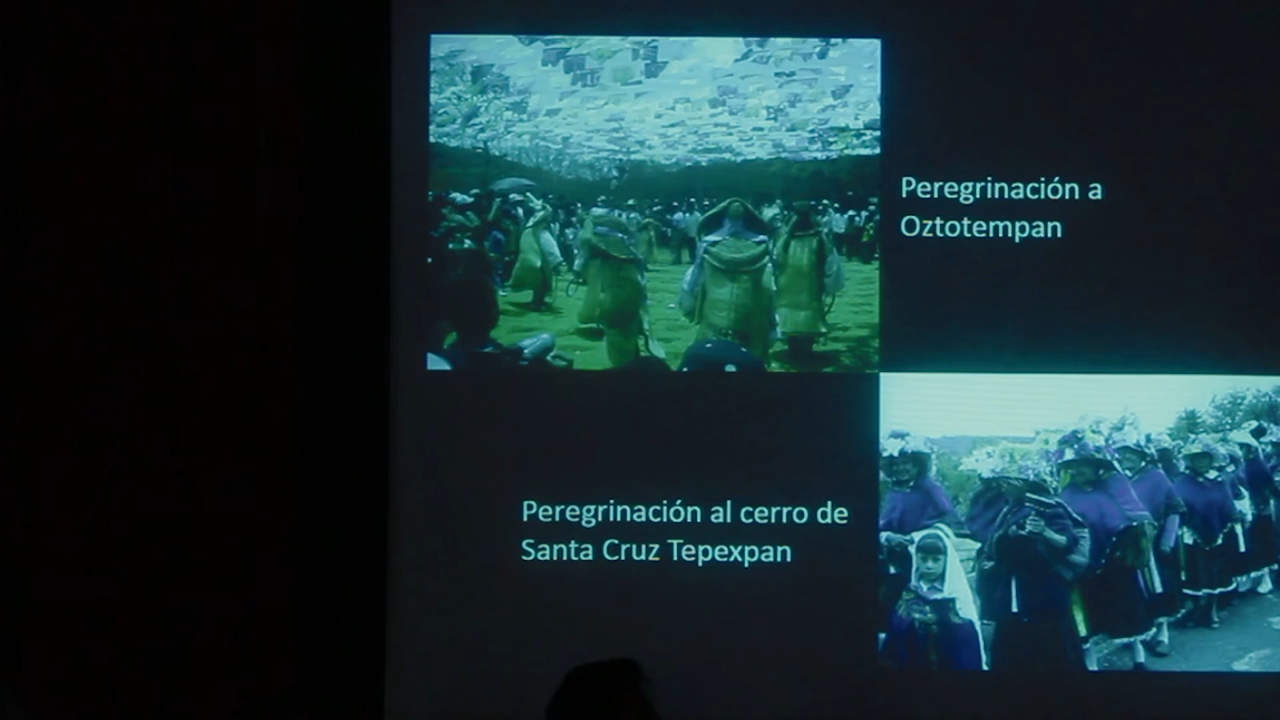 Peregrinación a
Oztotempan
Peregrinación al cerro de
Santa Cruz Tepexpan